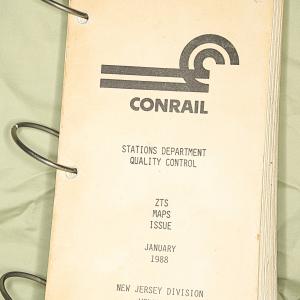 CONRAIL
STATIONS DEPARTMENT
QUALITY CONTROL
ZTS
MAPS
ISSUE
JANUARY
1988
NEW JERSEY DIVISION